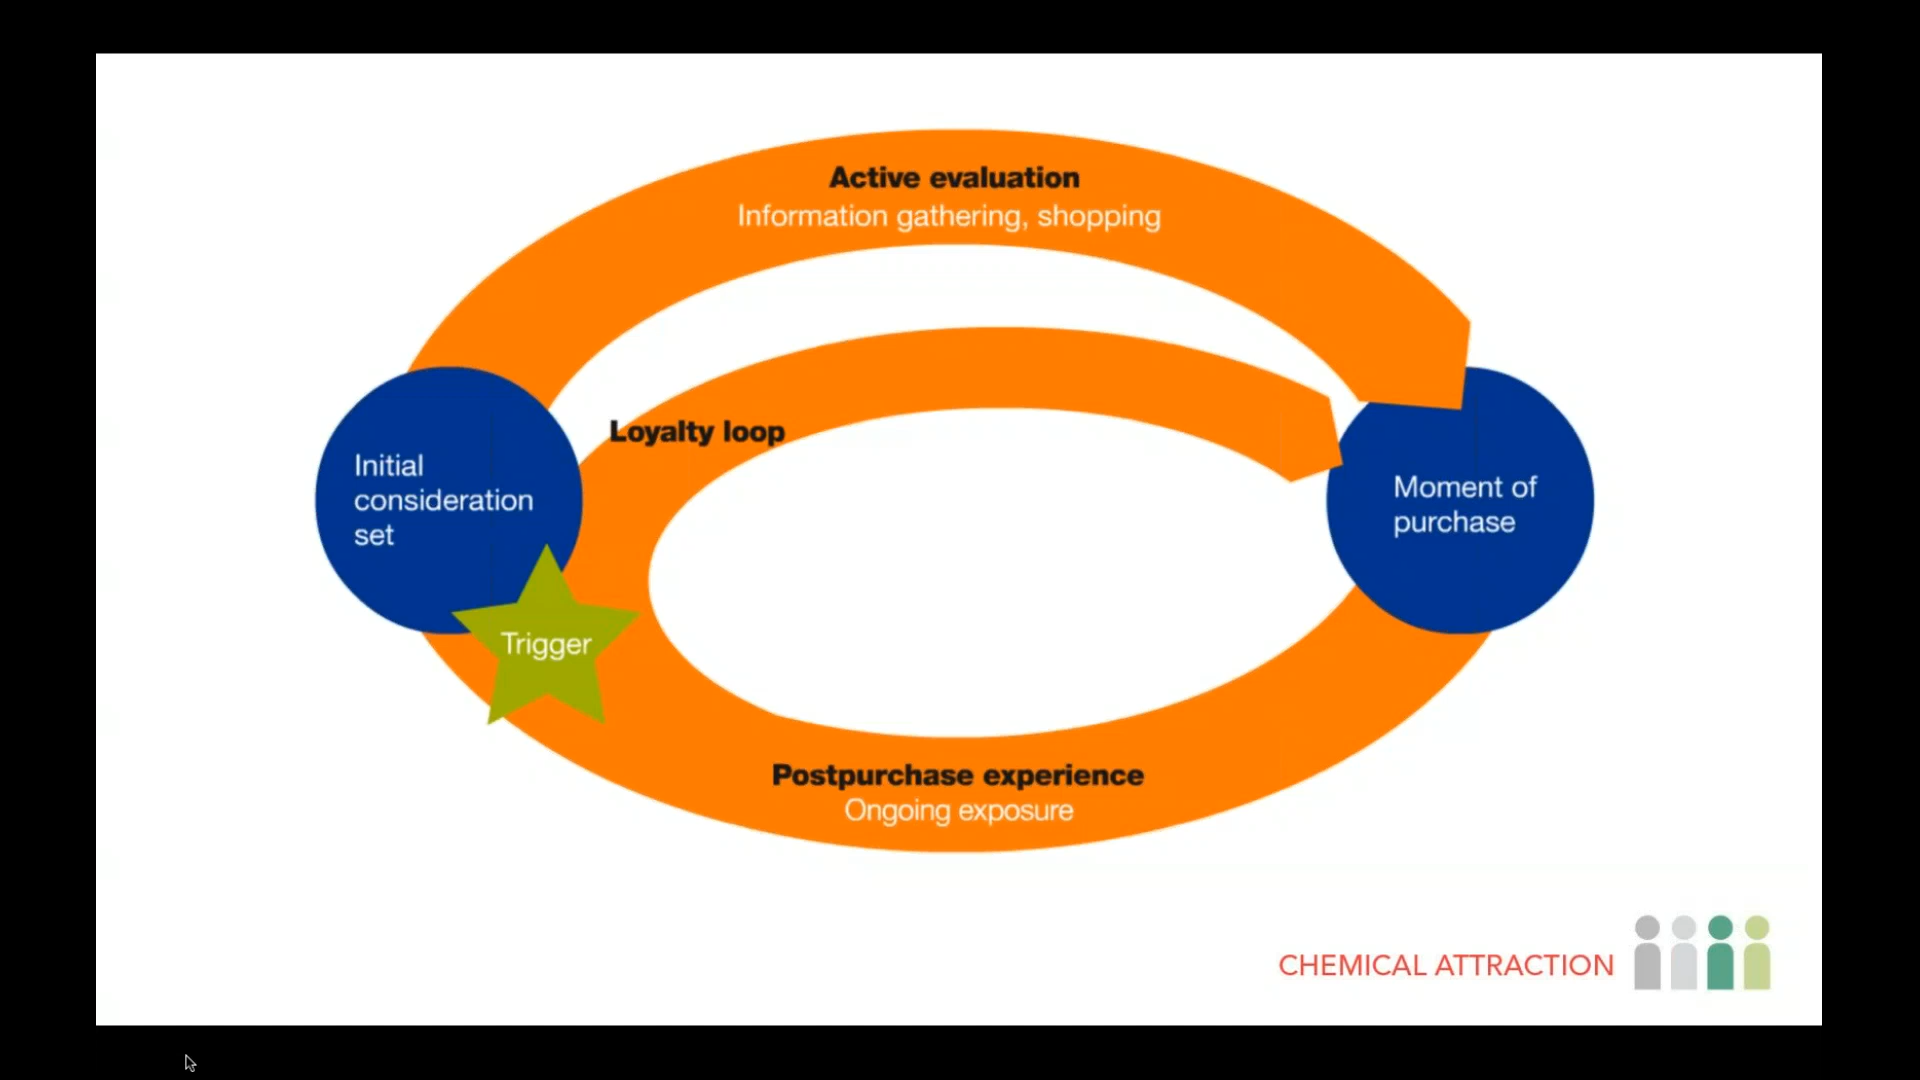 Active evaluation
Information gathering, shopping
Loyalty loop
Initial
consideration
set
Moment of
purchase
Trigger
Postpurchase experience
Ongoing exposure
CHEMICAL ATTRACTION